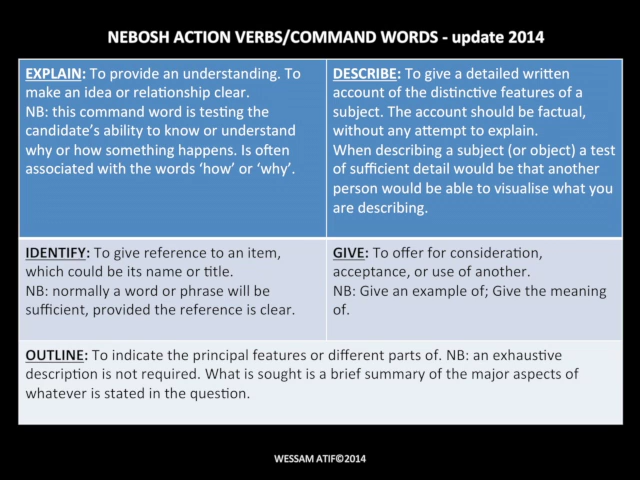 NEBOSH ACTION VERBS/COMMAND WORDS - update 2014
EXPLAIN: To provide an understanding. To
make an idea or relationship clear.
NB: this command word is testing the
candidate's ability to know or understand
why or how something happens. Is often
associated with the words 'how' or 'why'.
DESCRIBE: To give a detailed written
account of the distinctive features of a
subject. The account should be factual,
without any attempt to explain.
When describing a subject (or object) a test
of sufficient detail would be that another
person would be able to visualise what you
are describing.
IDENTIFY: To give reference to an item,
which could be its name or title.
NB: normally a word or phrase will be
sufficient, provided the reference is clear.
GIVE: To offer for consideration,
acceptance, or use of another.
NB: Give an example of; Give the meaning
of.
OUTLINE: To indicate the principal features or different parts of. NB: an exhaustive
description is not required. What is sought is a brief summary of the major aspects of
whatever is stated in the question.
WESSAM ATIF©2014